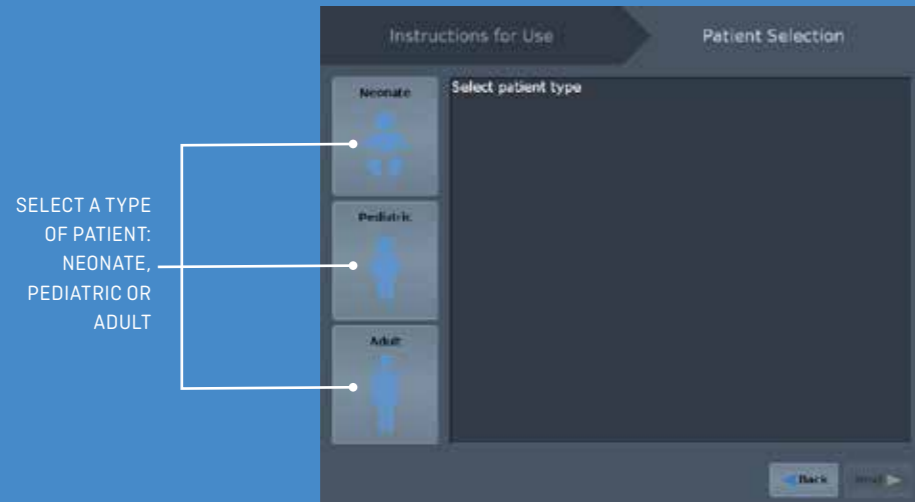 Instructions for Use
Patient Selection
Neonate
Select patient type
SELECT A TYPE
OF PATIENT:
NEONATE,
PEDIATRIC OR
ADULT
Pediatric
Adult
Back
Next